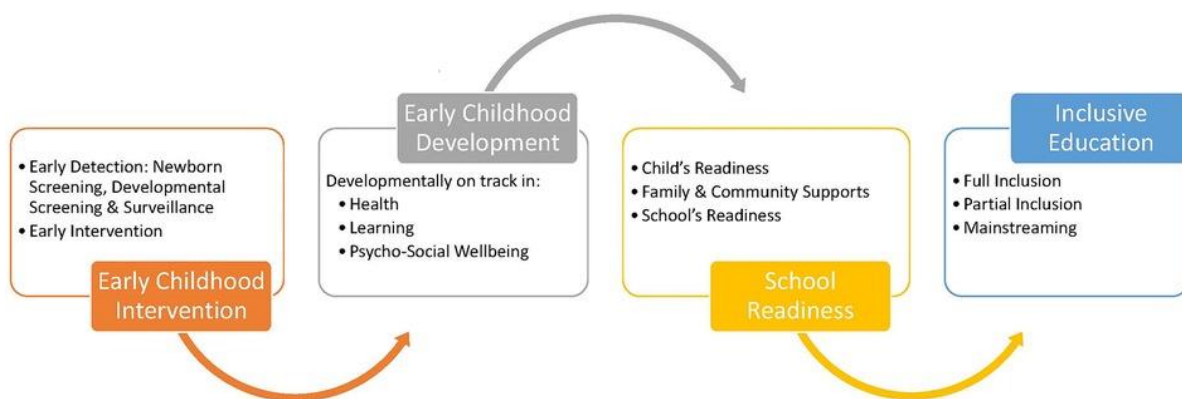 • Early Detection: Newborn
Screening, Developmental
Screening & Surveillance
• Early Intervention
Early Childhood
Intervention
Early Childhood
Development
Developmentally on track in:
• Health
• Learning
• Psycho-Social Wellbeing
• Child's Readiness
• Family & Community Supports
• School's Readiness
School
Readiness
Inclusive
Education
• Full Inclusion
• Partial Inclusion
• Mainstreaming